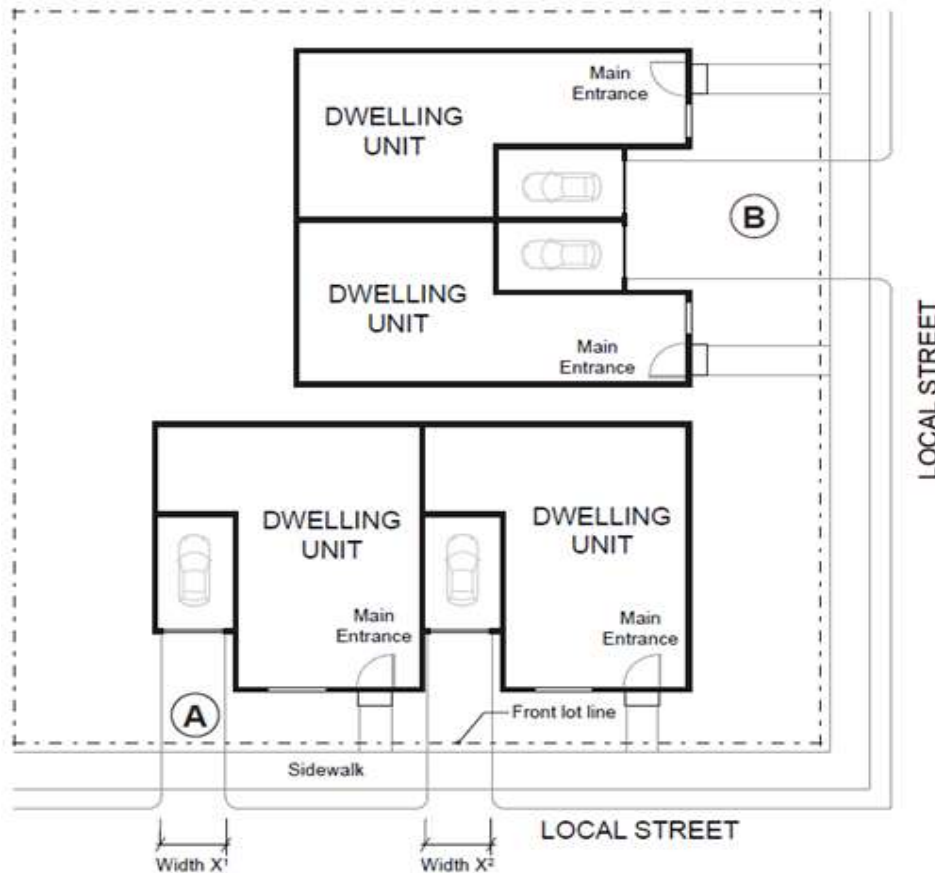 Main
Entrance
DWELLING
UNIT
B
DWELLING
UNIT
Main
Entrance
LOCAL STREET
DWELLING
UNIT
DWELLING
UNIT
Main
Entrance
Main
Entrance
A
Front lot line
Sidewalk
LOCAL STREET
Width X¹
Width X²